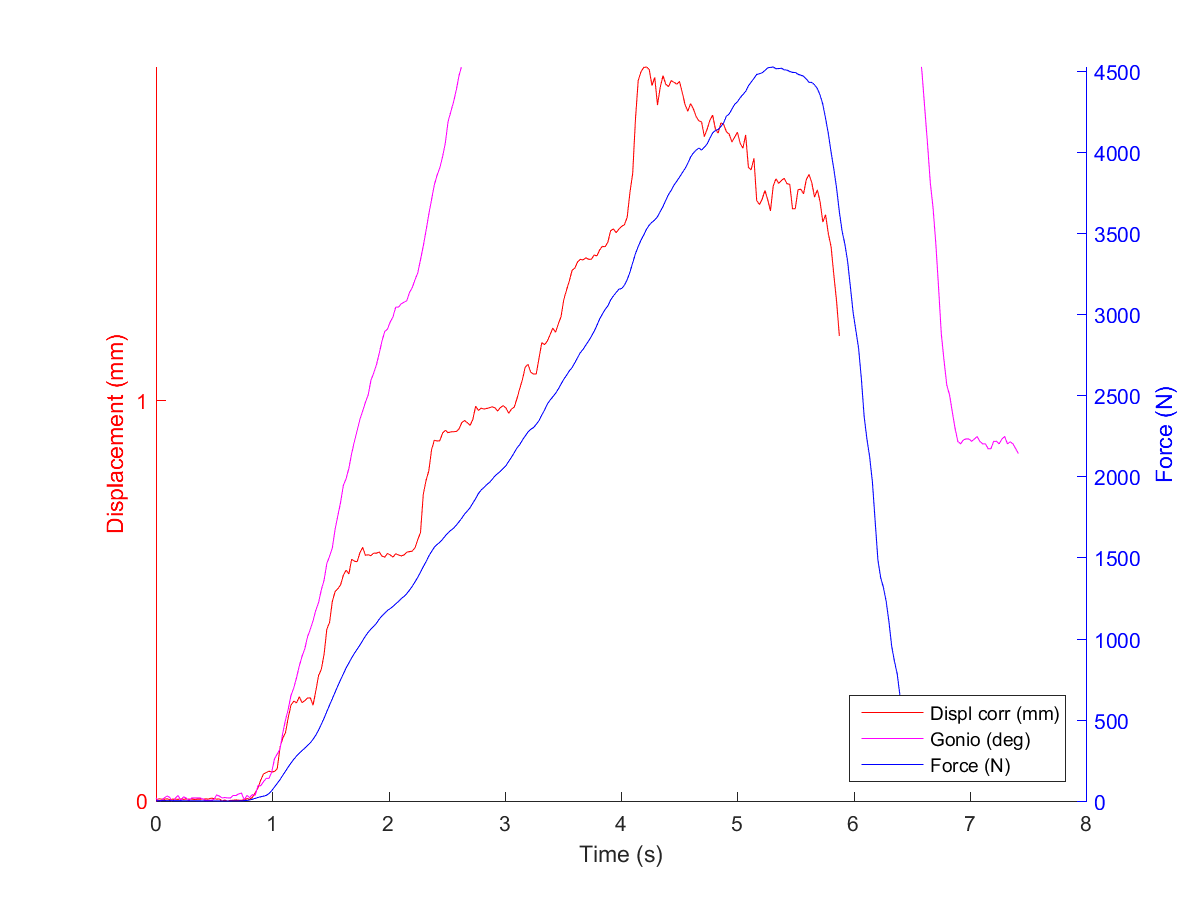 4500
4000
3500
3000
Displacement (mm)
1
2500
Force (N)
2000
1500
1000
Displ corr (mm)
500
Gonio (deg)
Force (N)
0
0
0 1 2 3 4 5 6 7 8
Time (s)